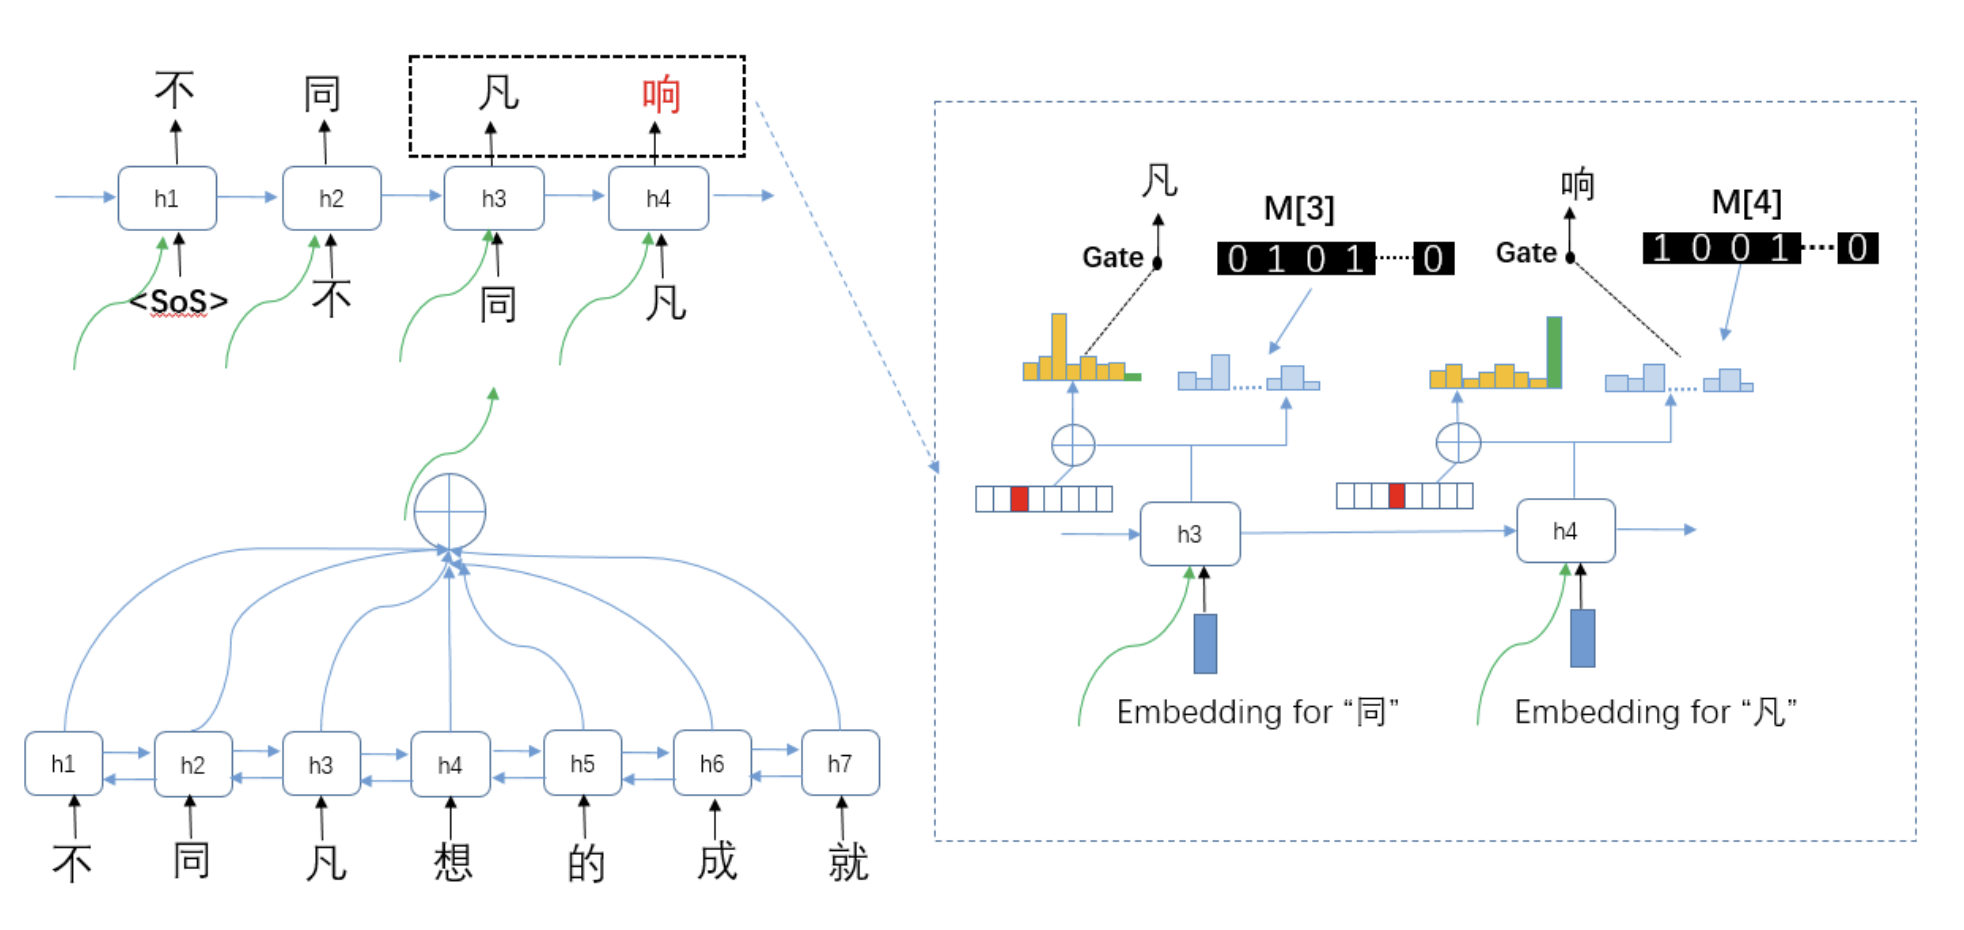 不 同 凡 响
h1 h2 h3 h4
<SoS> 不 同 凡
h1 h2 h3 h4 h5 h6 h7
不 同 凡 想 的 成 就
凡 响
M[3] M[4]
Gate 0 1 0 1 0 Gate 1 0 0 1 0
h3 h4
Embedding for “同” Embedding for “凡”